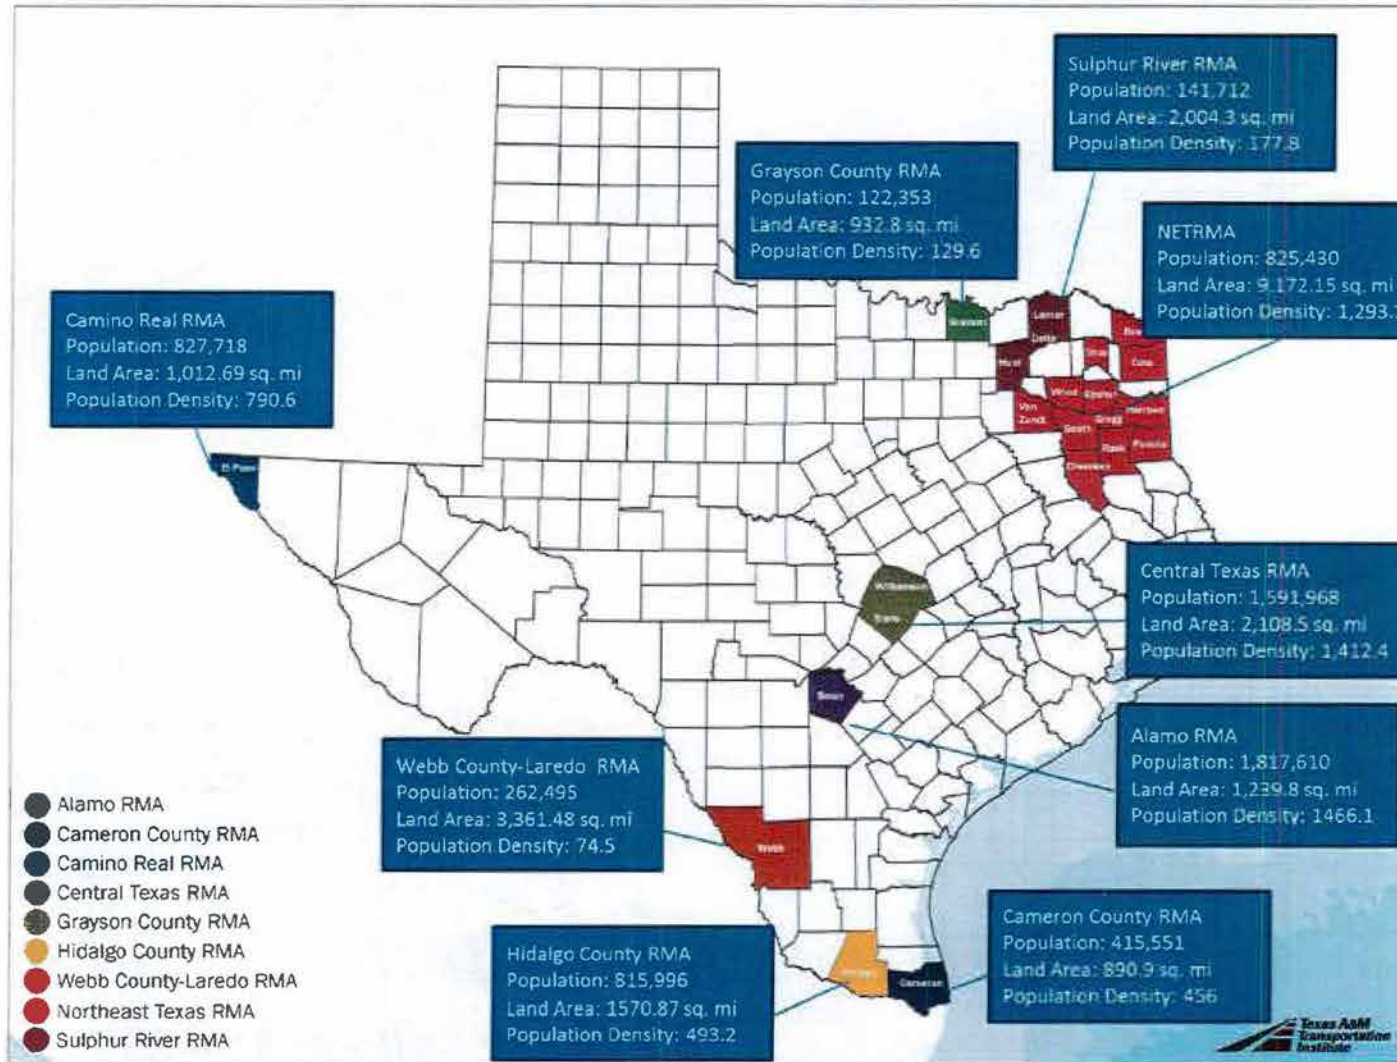 Sulphur River RMA
Population: 141,712
Land Area: 2,004.3 sq. mi
Population Density: 177.8
Grayson County RMA
Population: 122,353
Land Area: 932.8 sq. mi
Population Density: 129.6
NETRMA
Population: 825,430
Land Area: 9,172.15 sq. mi
Population Density: 1,293.
Camino Real RMA
Population: 827,718
Land Area: 1,012.69 sq. mi
Population Density: 790.6
Grayson
Lamar
Delta
Hunt
Bow
Titus
Cass
Wood
Upshur
Van
Zandt
Gregg
Harrison
Smith
Rusk
Panola
Cherokee
El Paso
Williamson
Travis
Central Texas RMA
Population: 1,591,968
Land Area: 2,108.5 sq. mi
Population Density: 1,412.4
Bexar
Alamo RMA
Population: 1,817,610
Land Area: 1,239.8 sq. mi
Population Density: 1466.1
Webb County-Laredo RMA
Population: 262,495
Land Area: 3,361.48 sq. mi
Population Density: 74.5
Webb
Alamo RMA
Cameron County RMA
Camino Real RMA
Central Texas RMA
Grayson County RMA
Hidalgo County RMA
Webb County-Laredo RMA
Northeast Texas RMA
Sulphur River RMA
Hidalgo County RMA
Population: 815,996
Land Area: 1570.87 sq. mi
Population Density: 493.2
Hidalgo
Cameron
Cameron County RMA
Population: 415,551
Land Area: 890.9 sq. mi
Population Density: 456
Texas A&M
Transportation
Institute